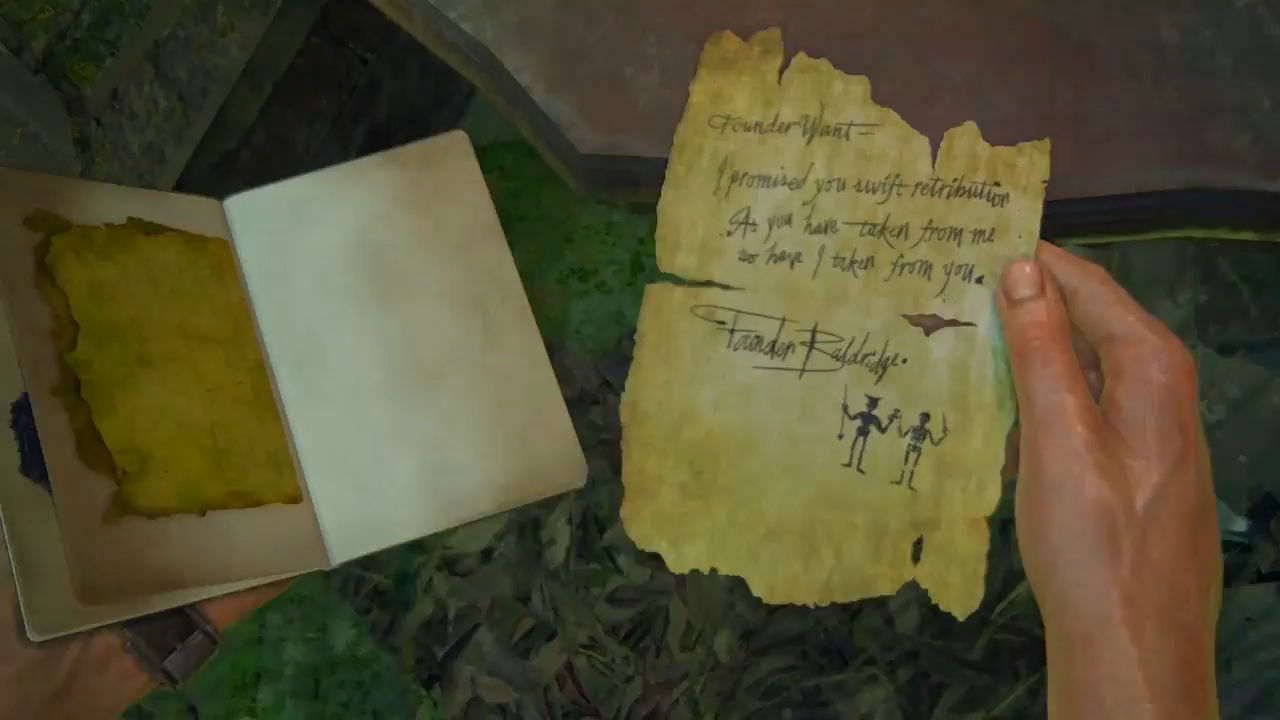 Founder Want—
I promised you swift retribution
As you have taken from me
so have I taken from you.
Founder Baldridge.